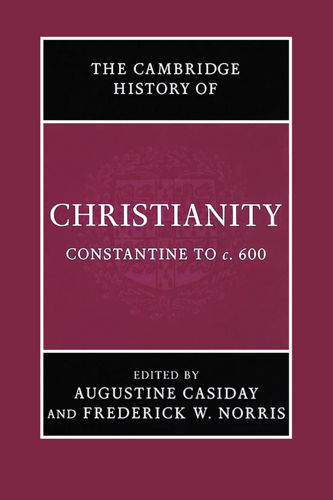 THE CAMBRIDGE
HISTORY OF
CHRISTIANITY
CONSTANTINE TO c. 600
EDITED BY
AUGUSTINE CASIDAY
AND FREDERICK W. NORRIS